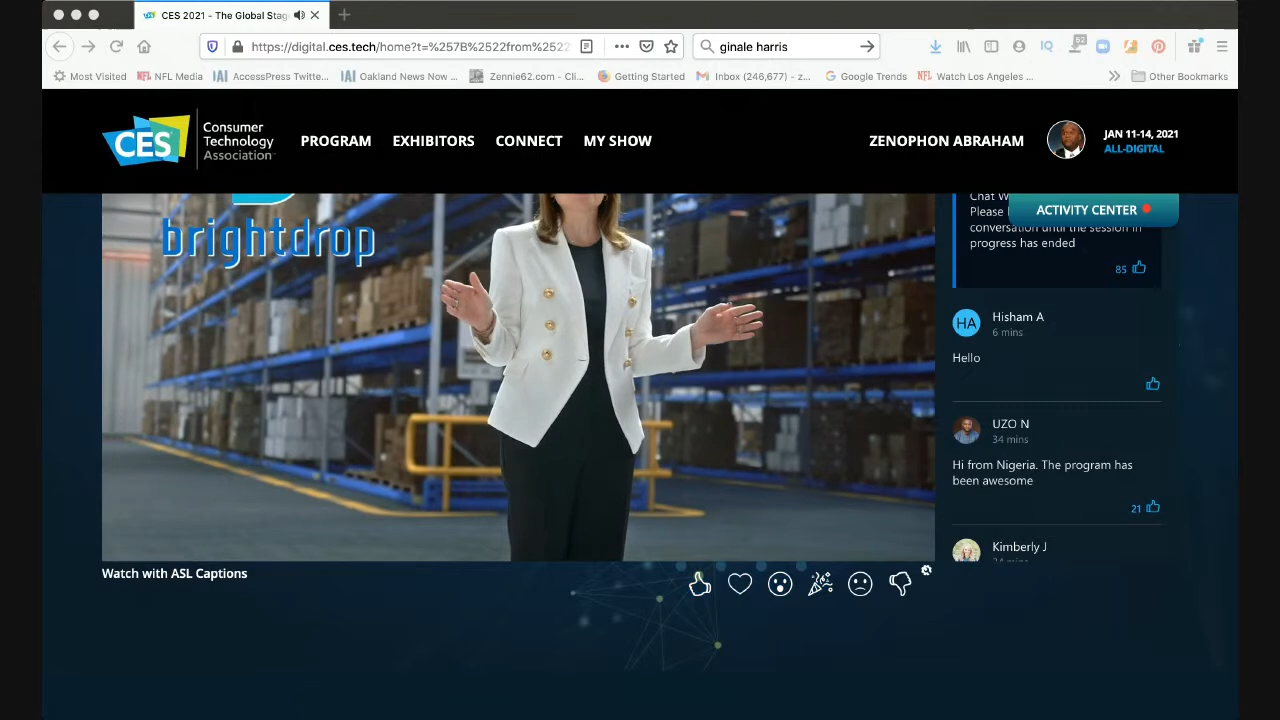 CES 2021 - The Global Stag
https://digital.ces.tech/home?t=%257B%2522from%2522
ginale harris
Most Visited
NFL Media
AccessPress Twitte...
Oakland News Now ...
Zennie62.com - Cli...
Getting Started
Inbox (246,677) - z...
Google Trends
Watch Los Angeles ...
Other Bookmarks
CES
Consumer
Technology
Association
PROGRAM
EXHIBITORS
CONNECT
MY SHOW
ZENOPHON ABRAHAM
JAN 11-14, 2021
ALL-DIGITAL
ACTIVITY CENTER
brightdrop
Chat W
Please
conversation until the session in
progress has ended
85
HA
Hisham A
6 mins
Hello
UZO N
34 mins
Hi from Nigeria. The program has
been awesome
21
Kimberly J
34 mins
Watch with ASL Captions